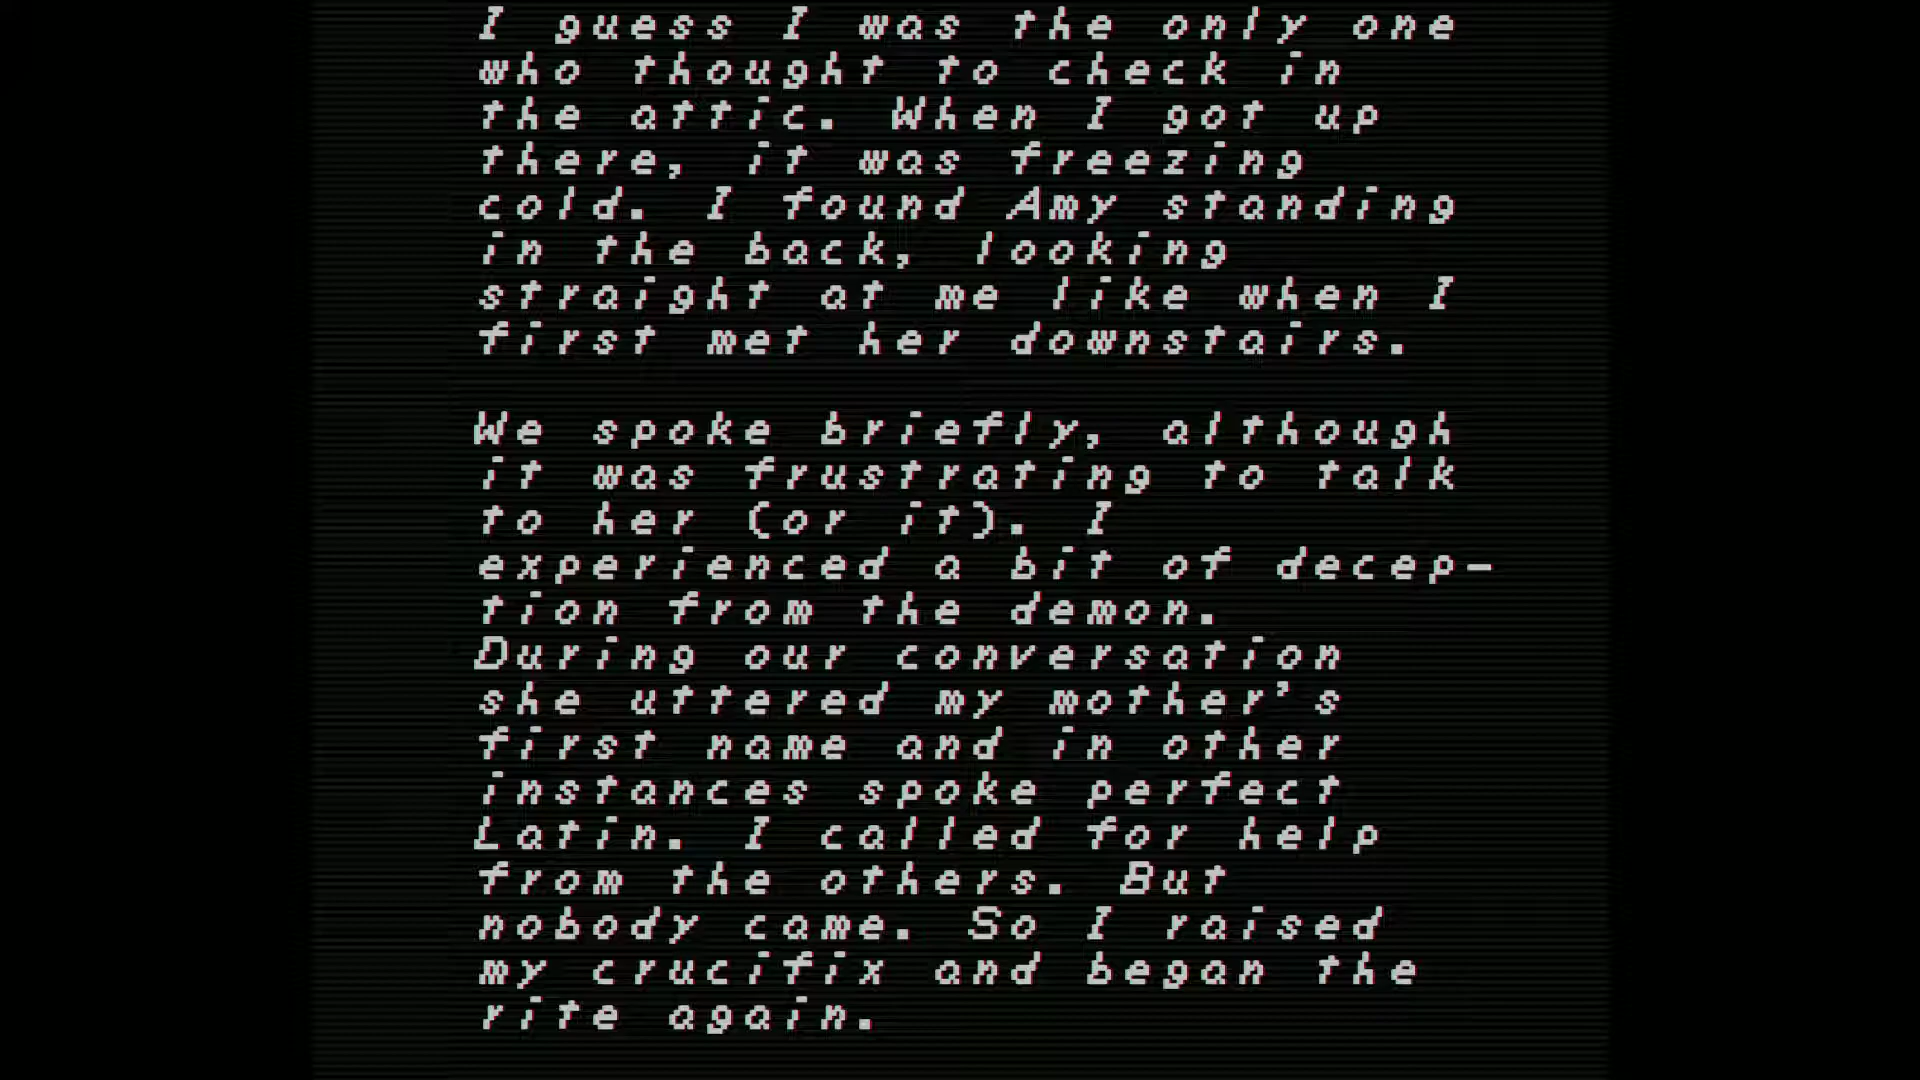 I guess I was the only one
who thought to check in
the attic. When I got up
there, it was freezing
cold. I found Amy standing
in the back, looking
straight at me like when I
first met her downstairs.
We spoke briefly, although
it was frustrating to talk
to her (or it). I
experienced a bit of decep-
tion from the demon.
During our conversation
she uttered my mother's
first name and in other
instances spoke perfect
Latin. I called for help
from the others. But
nobody came. So I raised
my crucifix and began the
rite again.